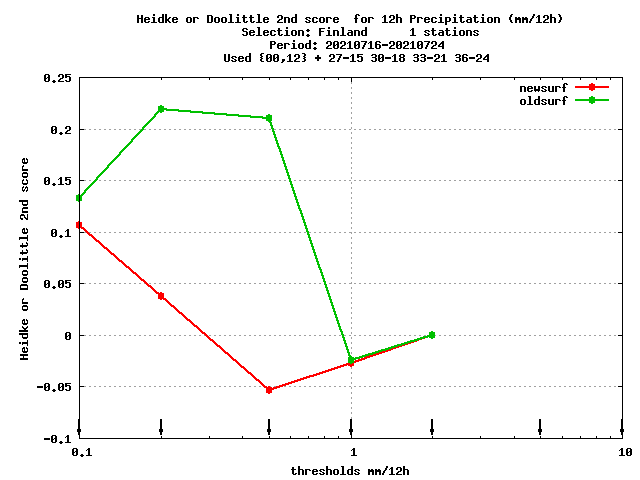 Heidke or Doolittle 2nd score  for 12h Precipitation (mm/12h)
Selection: Finland      1 stations
Period: 20210716-20210724
Used {00,12} + 27-15 30-18 33-21 36-24
newsurf
oldsurf
0.25
0.2
0.15
0.1
0.05
0
-0.05
-0.1
Heidke or Doolittle 2nd score
0.1 1 10
thresholds mm/12h